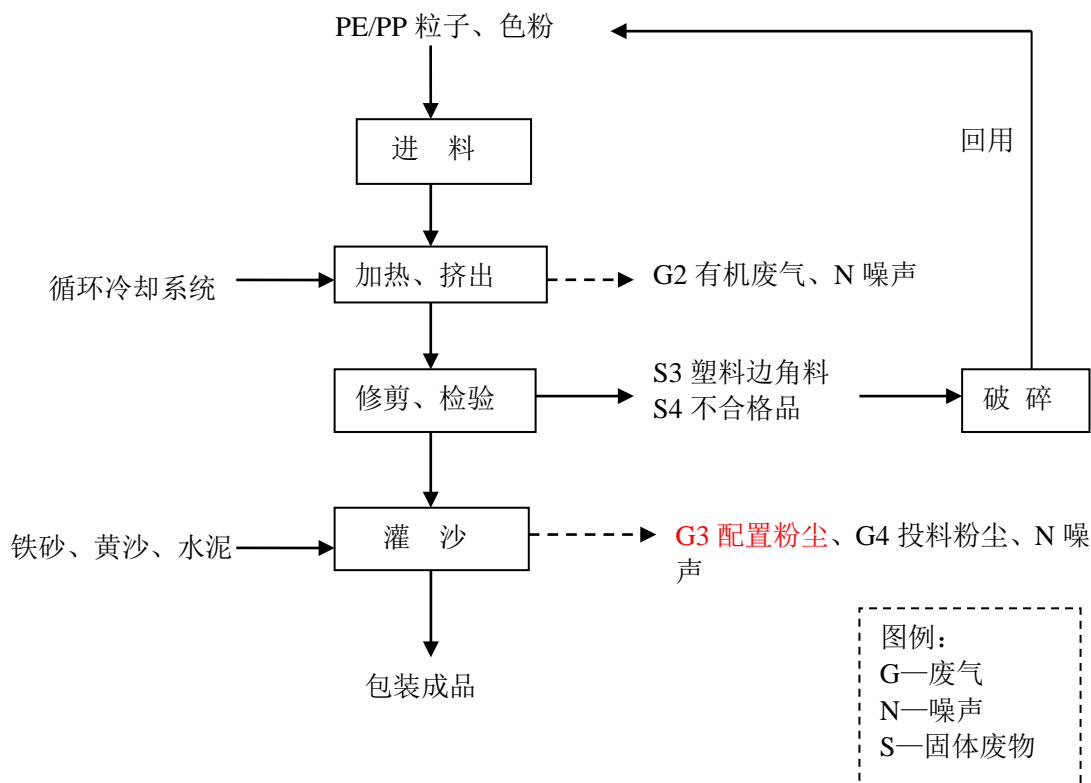 PE/PP 粒子、色粉
进 料
回用
加热、挤出
循环冷却系统
G2 有机废气、N 噪声
修剪、检验
S3 塑料边角料
S4 不合格品
破 碎
灌 沙
铁砂、黄沙、水泥
G3 配置粉尘、G4 投料粉尘、N 噪
声
包装成品
图例：
G—废气
N—噪声
S—固体废物